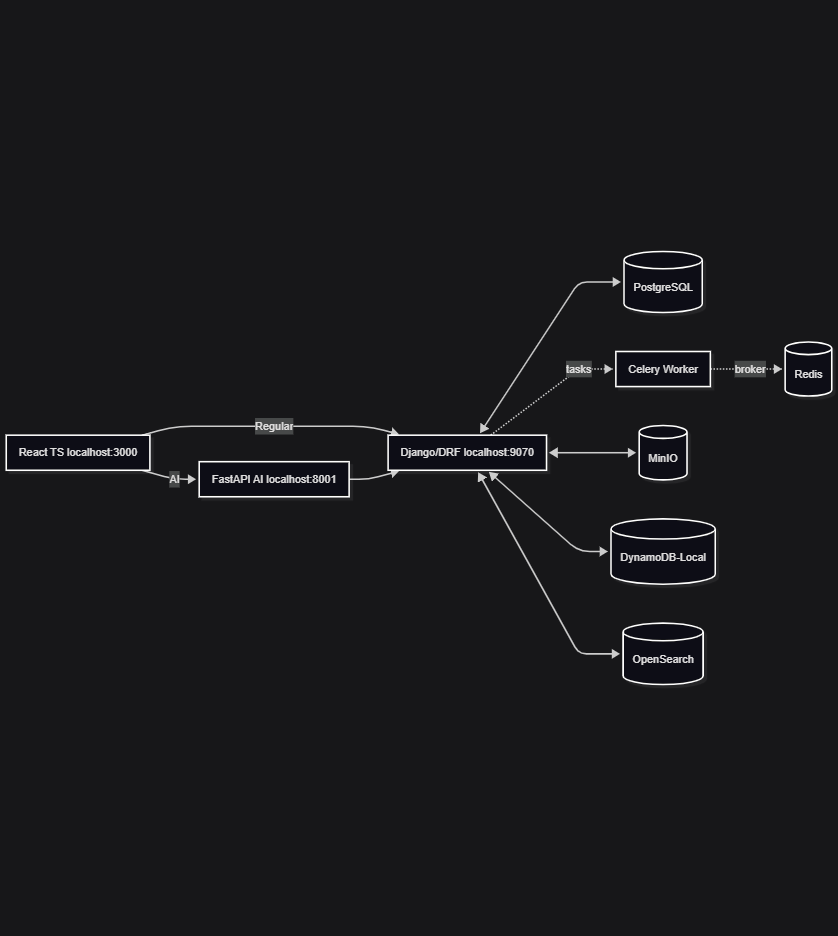 PostgreSQL
tasks
Celery Worker
broker
Redis
Regular
React TS localhost:3000
Django/DRF localhost:9070
MinIO
AI
FastAPI AI localhost:8001
DynamoDB-Local
OpenSearch